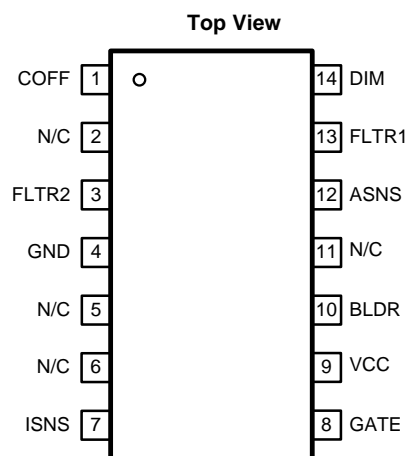 Top View
COFF 1 14 DIM
N/C 2 13 FLTR1
FLTR2 3 12 ASNS
GND 4 11 N/C
N/C 5 10 BLDR
N/C 6 9 VCC
ISNS 7 8 GATE